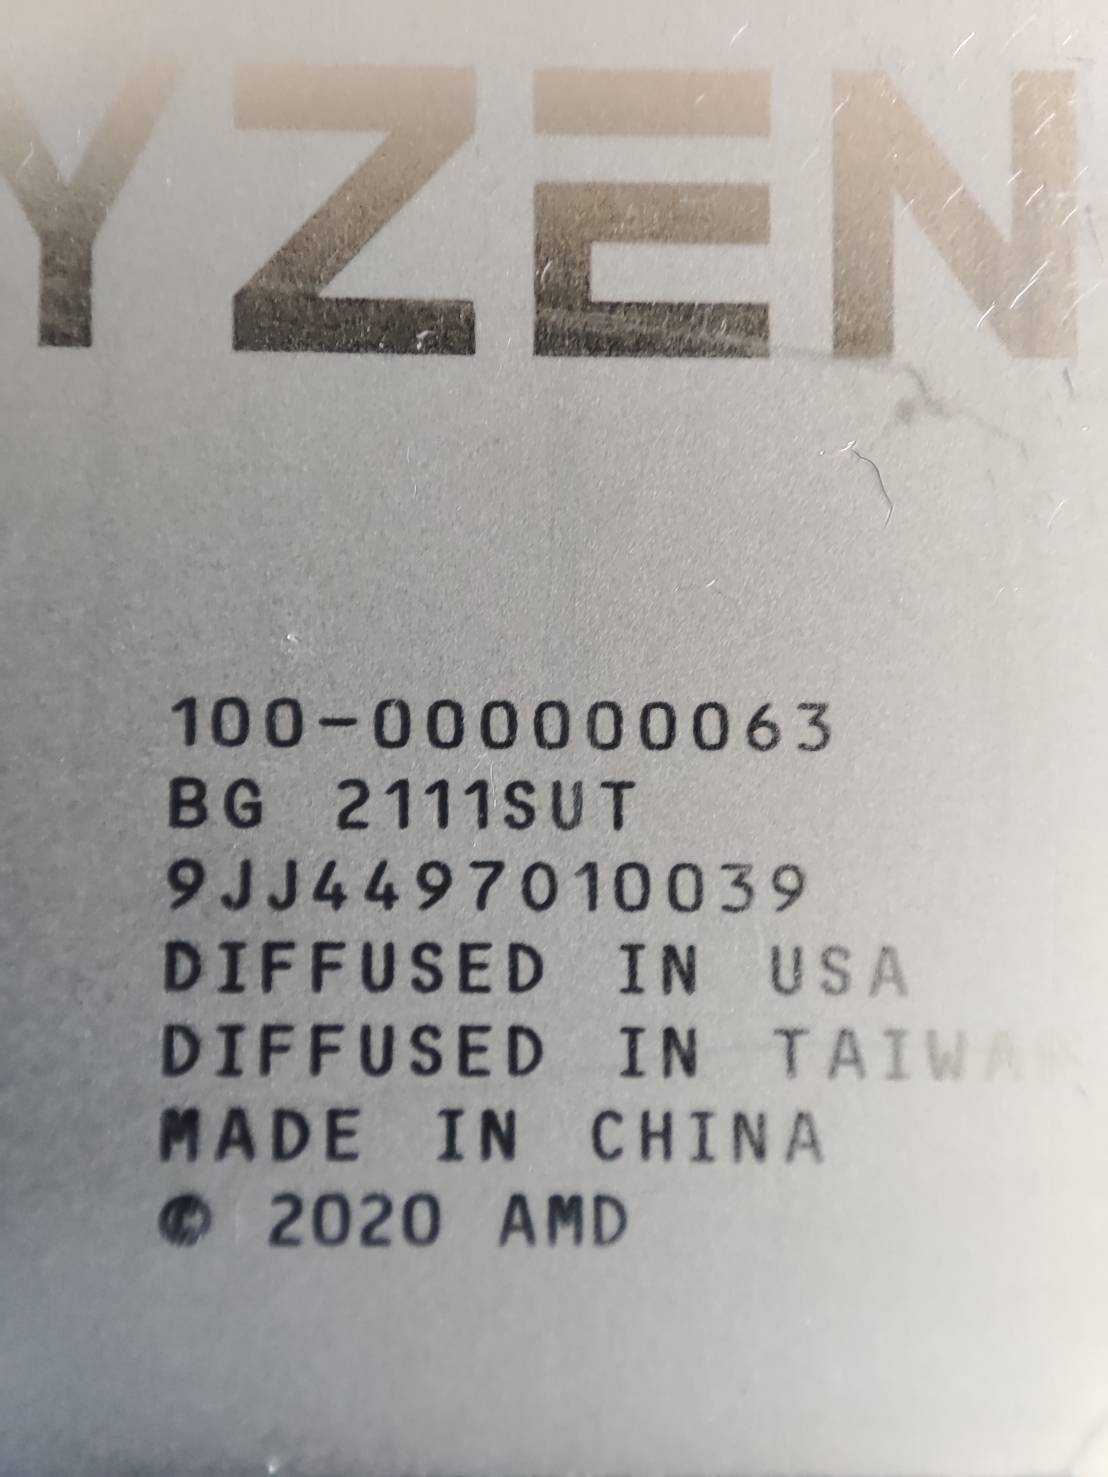 YZEN
100-000000063
BG 2111SUT
9JJ4497010039
DIFFUSED IN USA
DIFFUSED IN TAIWAN
MADE IN CHINA
© 2020 AMD